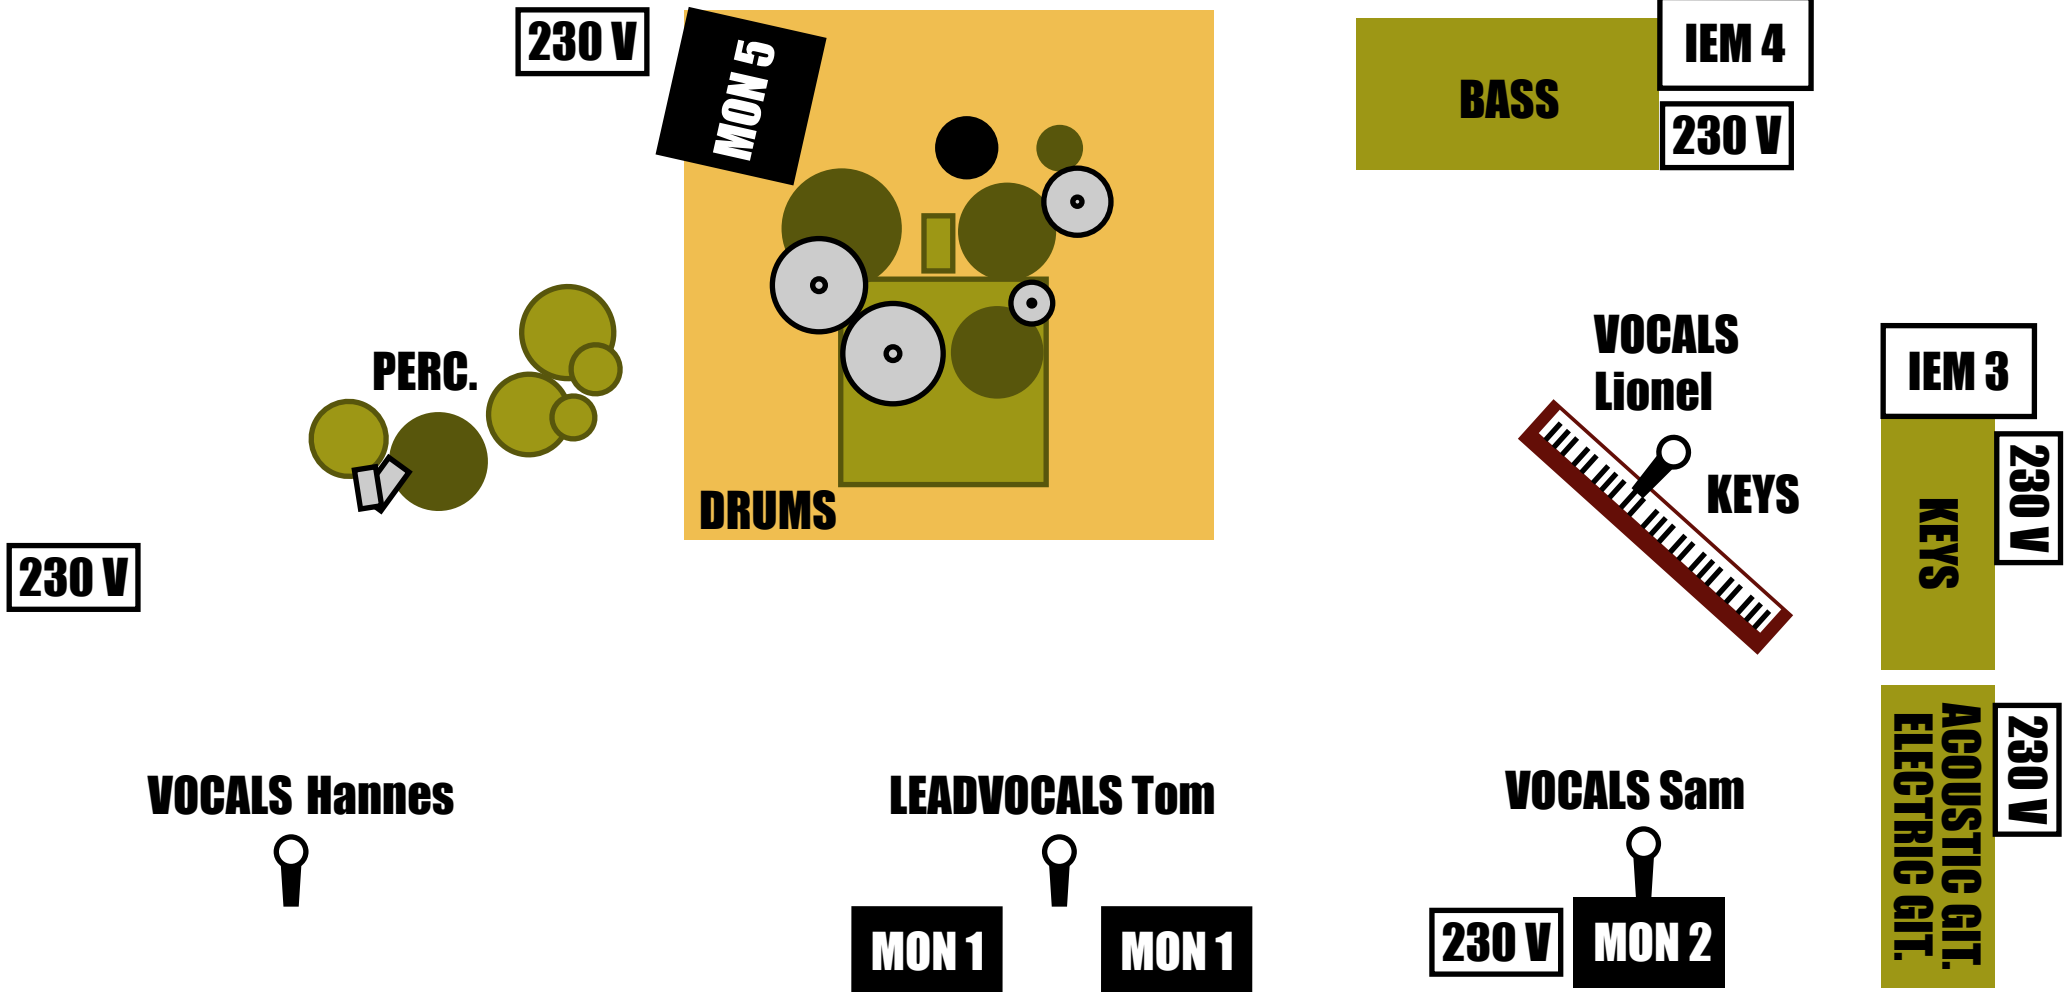 230 V
MON 5
IEM 4
BASS
230 V
VOCALS
Lionel
IEM 3
PERC.
230 V
KEYS
KEYS
DRUMS
230 V
ACOUSTIC GIT.
ELECTRIC GIT.
230 V
VOCALS Hannes
LEADVOCALS Tom
VOCALS Sam
MON 1
MON 1
230 V
MON 2